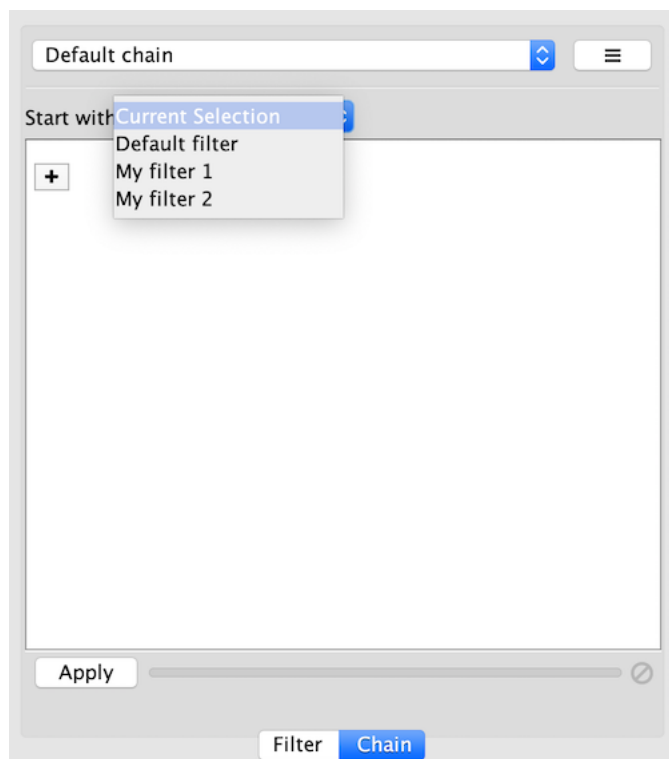 Default chain
Start with Current Selection
Default filter
My filter 1
My filter 2
Apply
Filter Chain